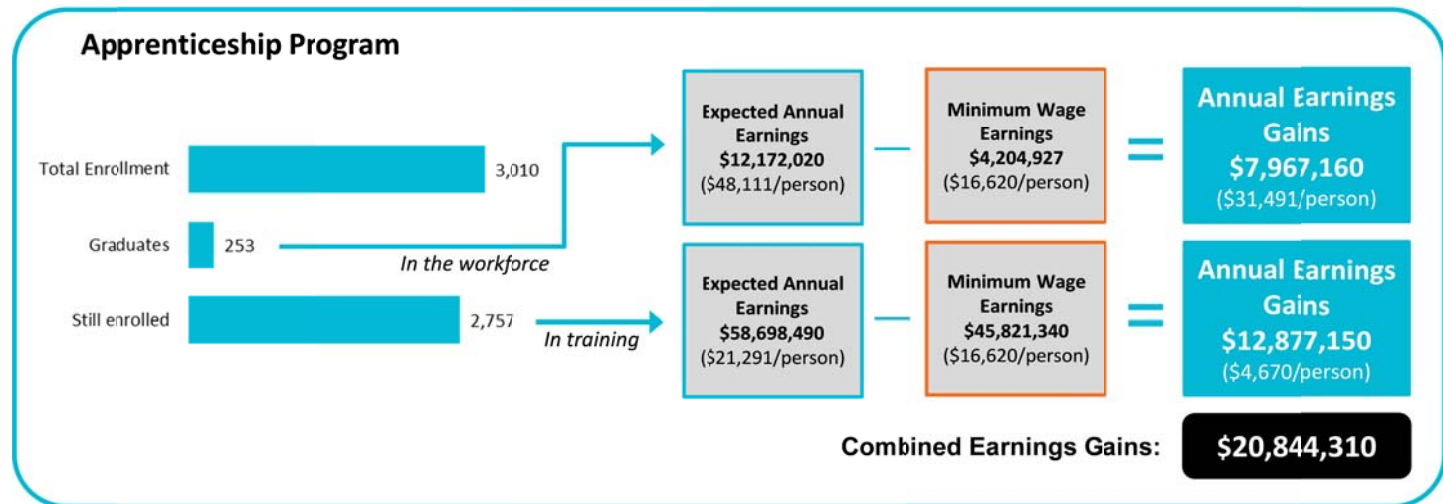 Apprenticeship Program
Total Enrollment
3,010
Graduates
253
In the workforce
Still enrolled
2,757
In training
Expected Annual
Earnings
$12,172,020
($48,111/person)
—
Minimum Wage
Earnings
$4,204,927
($16,620/person)
=
Annual Earnings
Gains
$7,967,160
($31,491/person)
Expected Annual
Earnings
$58,698,490
($21,291/person)
—
Minimum Wage
Earnings
$45,821,340
($16,620/person)
=
Annual Earnings
Gains
$12,877,150
($4,670/person)
Combined Earnings Gains:
$20,844,310